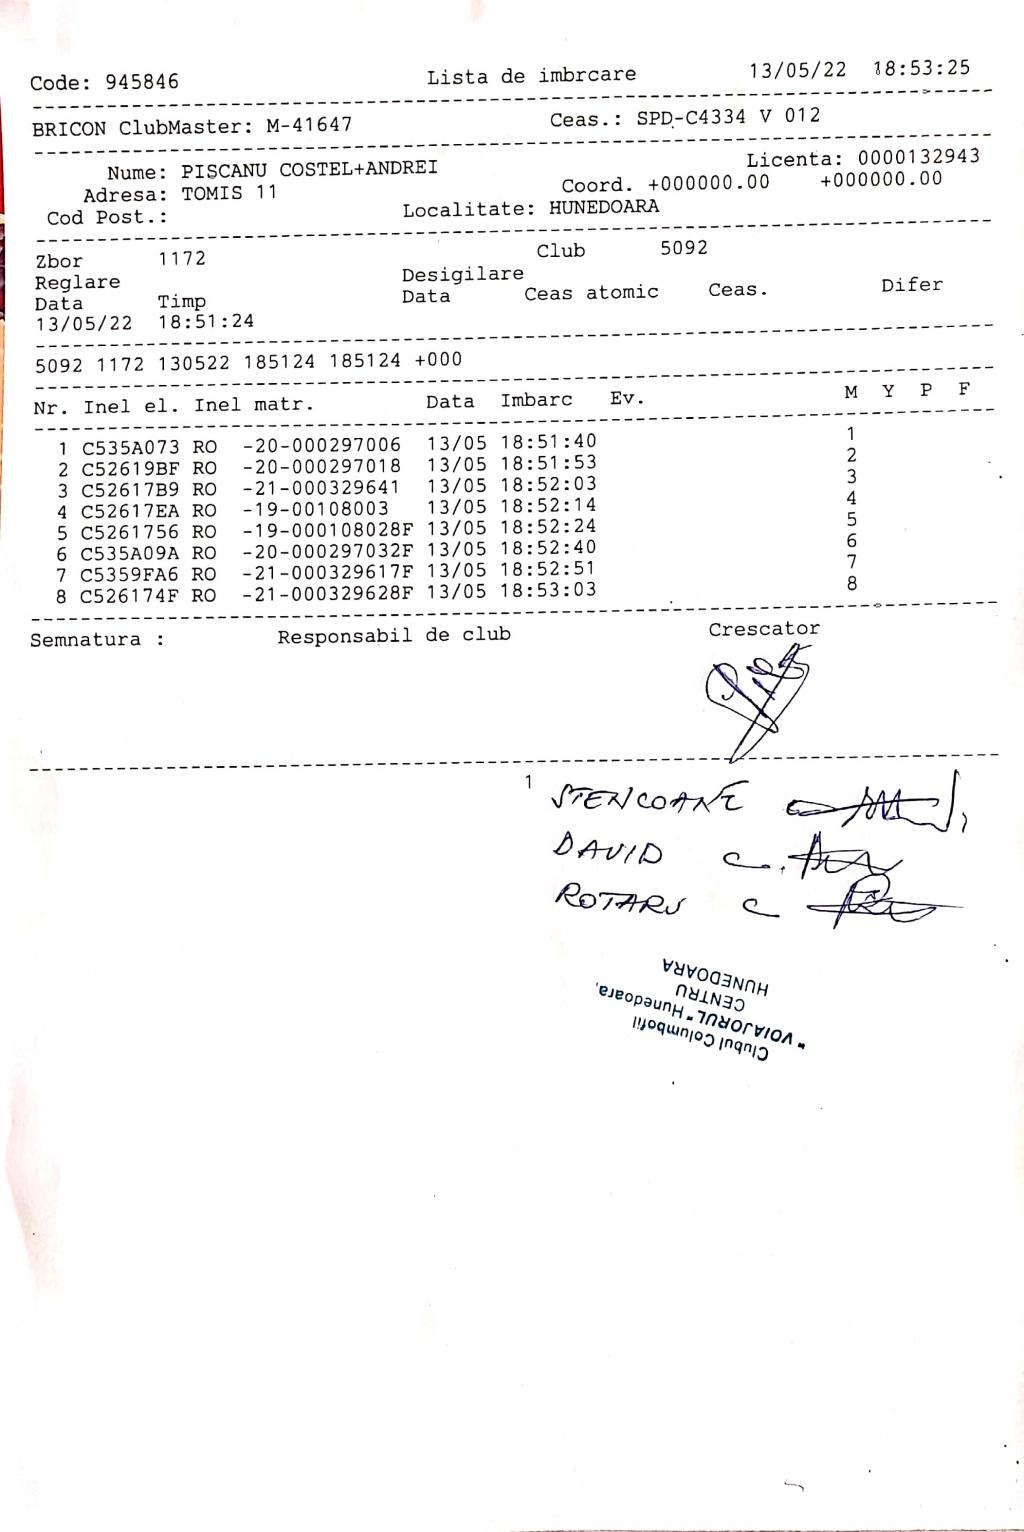 Code: 945846 Lista de imbrcare 13/05/22 18:53:25
BRICON ClubMaster: M-41647 Ceas.: SPD-C4334 V 012
Nume: PISCANU COSTEL+ANDREI Licenta: 0000132943
Adresa: TOMIS 11 Coord. +000000.00 +000000.00
Cod Post.: Localitate: HUNEDOARA
Zbor 1172 Club 5092
Reglare Desigilare
Data Timp Data Ceas atomic Ceas. Difer
13/05/22 18:51:24
5092 1172 130522 185124 185124 +000
Nr. Inel el. Inel matr. Data Imbarc Ev. M Y P F
1 C535A073 RO -20-000297006 13/05 18:51:40 1
2 C52619BF RO -20-000297018 13/05 18:51:53 2
3 C52617B9 RO -21-000329641 13/05 18:52:03 3
4 C52617EA RO -19-00108003 13/05 18:52:14 4
5 C5261756 RO -19-000108028F 13/05 18:52:24 5
6 C535A09A RO -20-000297032F 13/05 18:52:40 6
7 C5359FA6 RO -21-000329617F 13/05 18:52:51 7
8 C526174F RO -21-000329628F 13/05 18:53:03 8
Semnatura : Responsabil de club Crescator
1
STENCOANE
DAVID C.
ROTARU C
Clubul Columbofil
"VOIAJORUL" Hunedoara,
CENTRU
HUNEDOARA